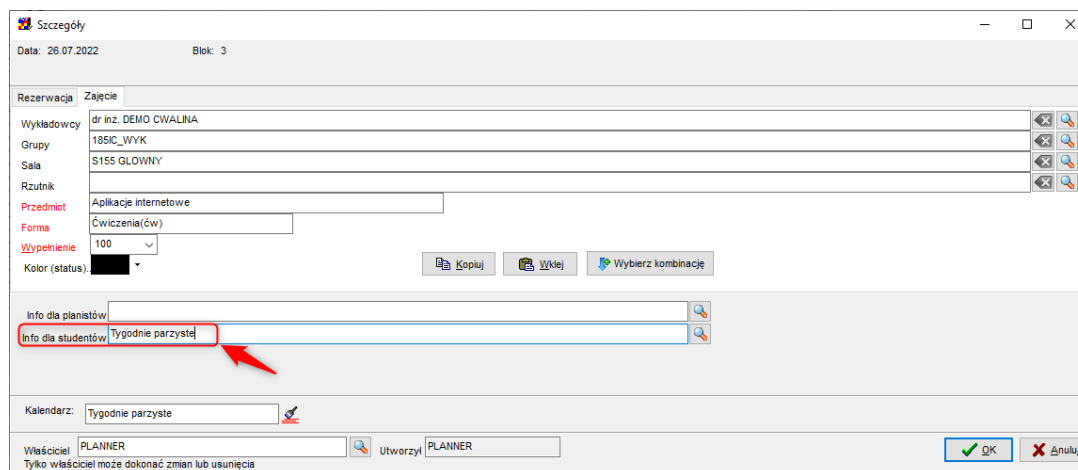 Szczegóły
Data: 26.07.2022 Blok: 3
Rezerwacja Zajęcie
Wykładowcy dr inż. DEMO CWALINA
Grupy 185IC_WYK
Sala S155 GLOWNY
Rzutnik
Przedmiot Aplikacje internetowe
Forma Ćwiczenia(ćw)
Wypełnienie 100
Kolor (status).. Kopiuj Wklej Wybierz kombinację
Info dla planistów
Info dla studentów Tygodnie parzyste
Kalendarz: Tygodnie parzyste
Właściciel PLANNER Utworzył PLANNER OK Anuluj
Tylko właściciel może dokonać zmian lub usunięcia